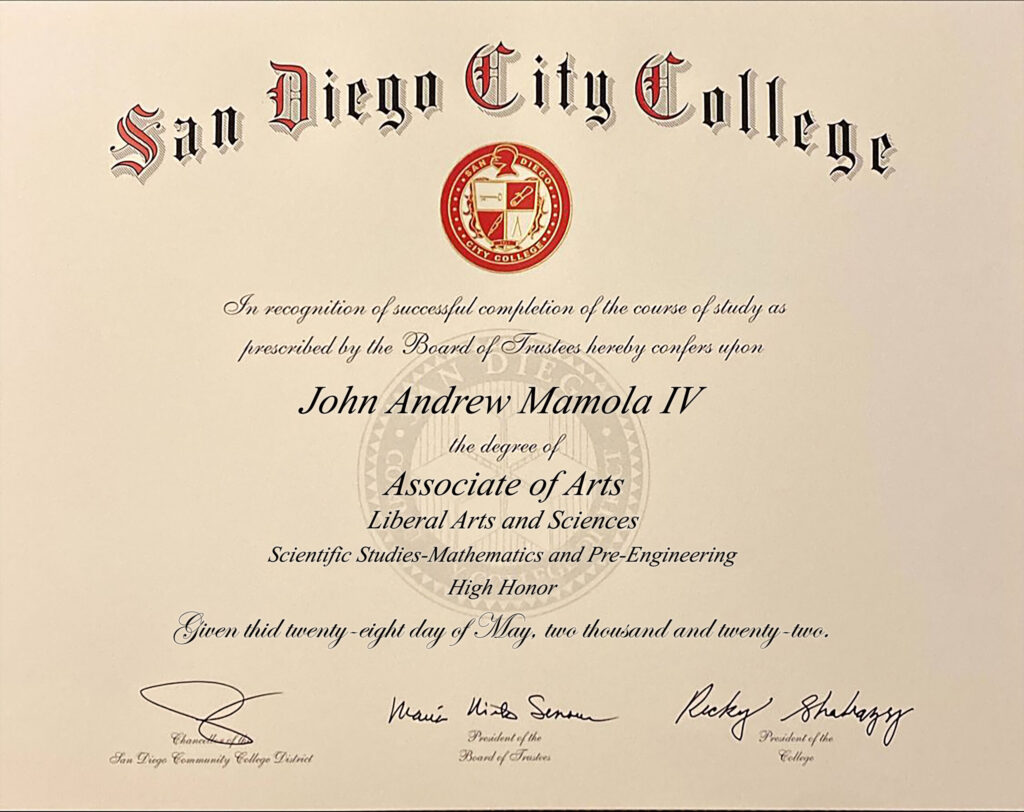 San Diego City College
SAN DIEGO
CITY COLLEGE
In recognition of successful completion of the course of study as
prescribed by the Board of Trustees hereby confers upon
John Andrew Mamola IV
the degree of
Associate of Arts
Liberal Arts and Sciences
Scientific Studies-Mathematics and Pre-Engineering
High Honor
Given thid twenty-eight day of May, two thousand and twenty-two.
Ricky Shabazz
Chancellor of the
San Diego Community College District
President of the
Board of Trustees
President of the
College